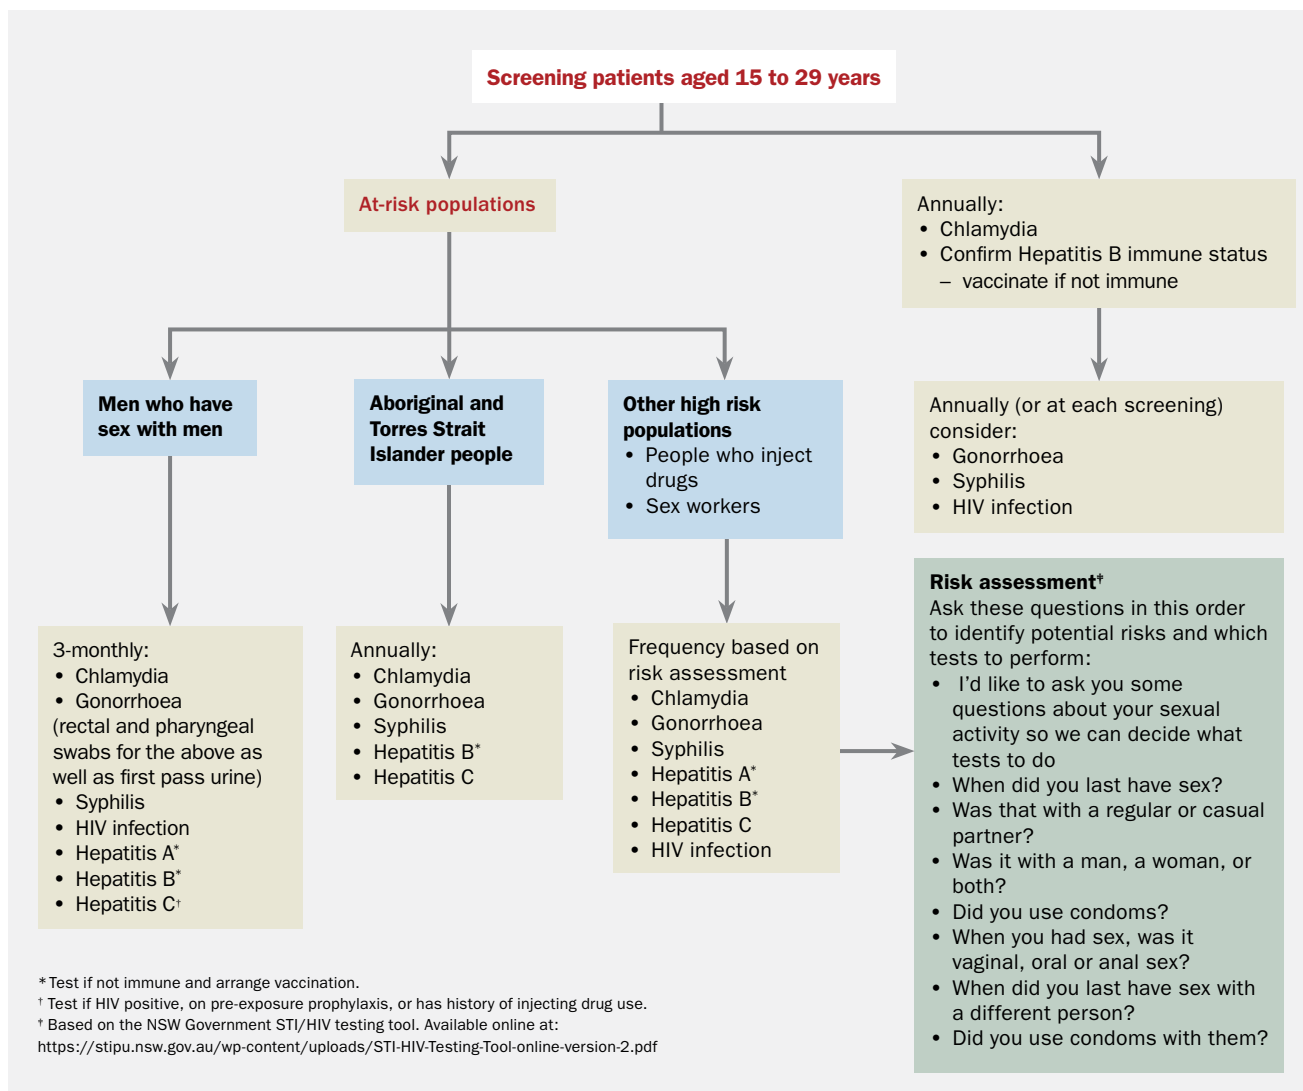 Screening patients aged 15 to 29 years
At-risk populations
Annually:
• Chlamydia
• Confirm Hepatitis B immune status
– vaccinate if not immune
Men who have
sex with men
Aboriginal and
Torres Strait
Islander people
Other high risk
populations
• People who inject
drugs
• Sex workers
Annually (or at each screening)
consider:
• Gonorrhoea
• Syphilis
• HIV infection
3-monthly:
• Chlamydia
• Gonorrhoea
(rectal and pharyngeal
swabs for the above as
well as first pass urine)
• Syphilis
• HIV infection
• Hepatitis A*
• Hepatitis B*
• Hepatitis C†
Annually:
• Chlamydia
• Gonorrhoea
• Syphilis
• Hepatitis B*
• Hepatitis C
Frequency based on
risk assessment
• Chlamydia
• Gonorrhoea
• Syphilis
• Hepatitis A*
• Hepatitis B*
• Hepatitis C
• HIV infection
Risk assessment‡
Ask these questions in this order
to identify potential risks and which
tests to perform:
• I'd like to ask you some
questions about your sexual
activity so we can decide what
tests to do
• When did you last have sex?
• Was that with a regular or casual
partner?
• Was it with a man, a woman, or
both?
• Did you use condoms?
• When you had sex, was it
vaginal, oral or anal sex?
• When did you last have sex with
a different person?
• Did you use condoms with them?
* Test if not immune and arrange vaccination.
† Test if HIV positive, on pre-exposure prophylaxis, or has history of injecting drug use.
† Based on the NSW Government STI/HIV testing tool. Available online at:
https://stipu.nsw.gov.au/wp-content/uploads/STI-HIV-Testing-Tool-online-version-2.pdf